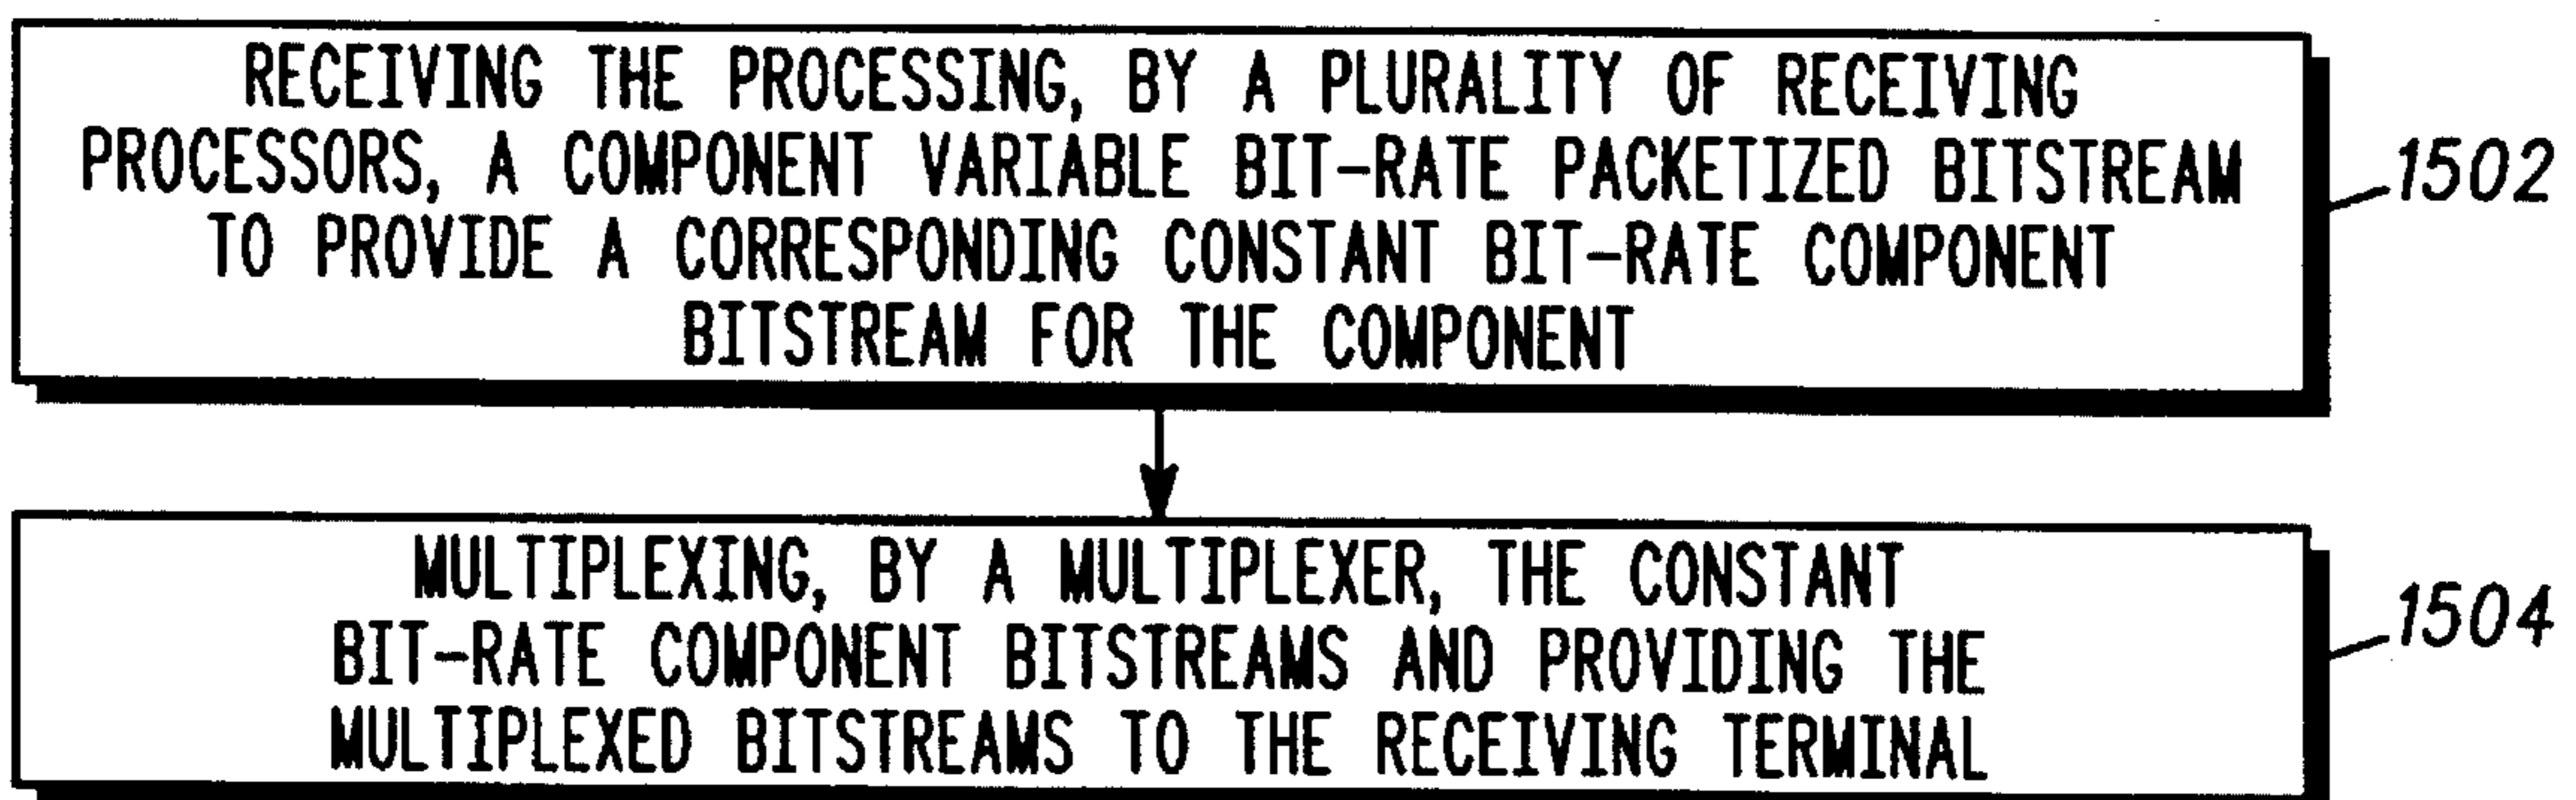 RECEIVING THE PROCESSING, BY A PLURALITY OF RECEIVING
PROCESSORS, A COMPONENT VARIABLE BIT-RATE PACKETIZED BITSTREAM
TO PROVIDE A CORRESPONDING CONSTANT BIT-RATE COMPONENT
BITSTREAM FOR THE COMPONENT
1502
MULTIPLEXING, BY A MULTIPLEXER, THE CONSTANT
BIT-RATE COMPONENT BITSTREAMS AND PROVIDING THE
MULTIPLEXED BITSTREAMS TO THE RECEIVING TERMINAL
1504